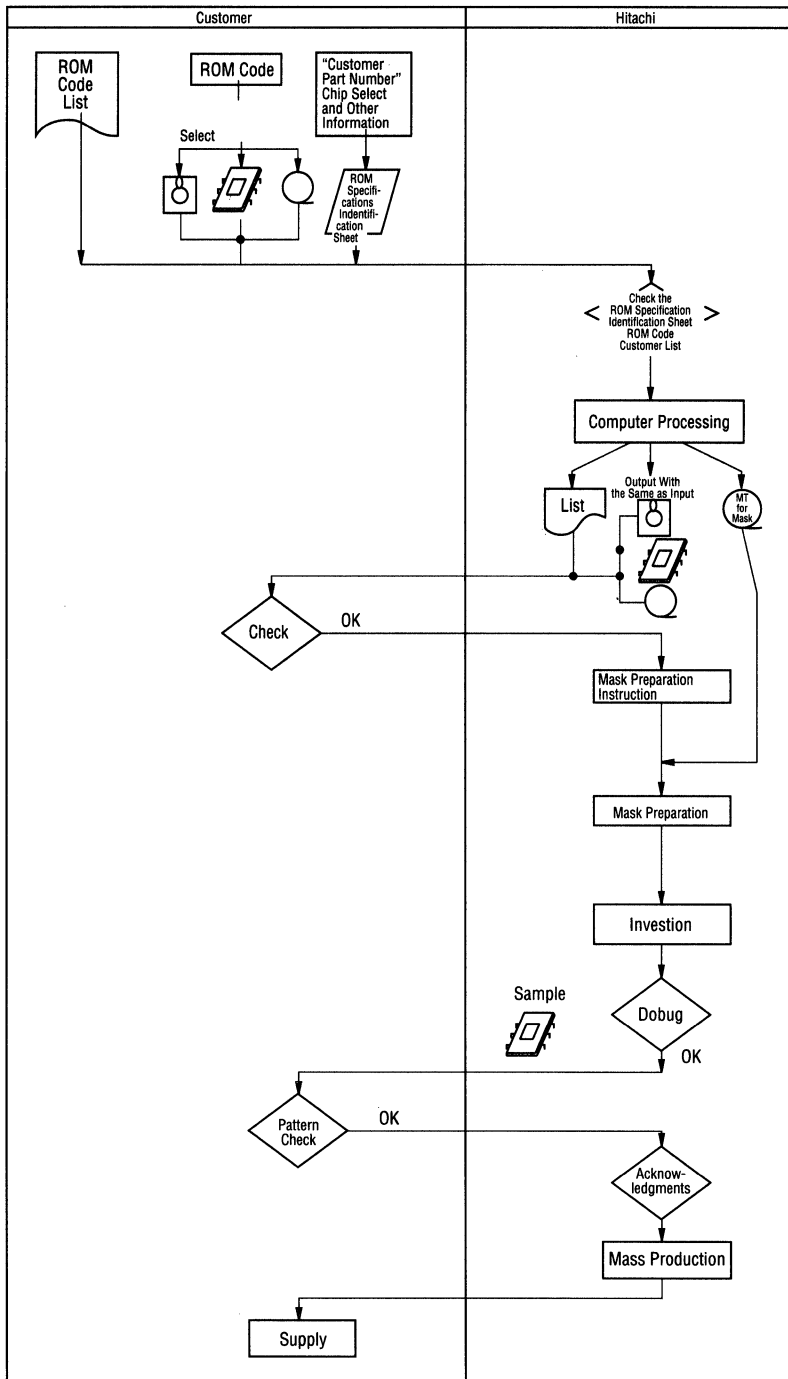 Customer
Hitachi
ROM
Code
List
ROM Code
“Customer
Part Number”
Chip Select
and Other
Information
Select
ROM
Specifi-
cations
Indentifi-
cation
Sheet
Check the
ROM Specification
Identification Sheet
ROM Code
Customer List
Computer Processing
List
Output With
the Same as Input
MT
for
Mask
Check
OK
Mask Preparation
Instruction
Mask Preparation
Investion
Sample
Dobug
OK
Pattern
Check
OK
Acknow-
ledgments
Mass Production
Supply